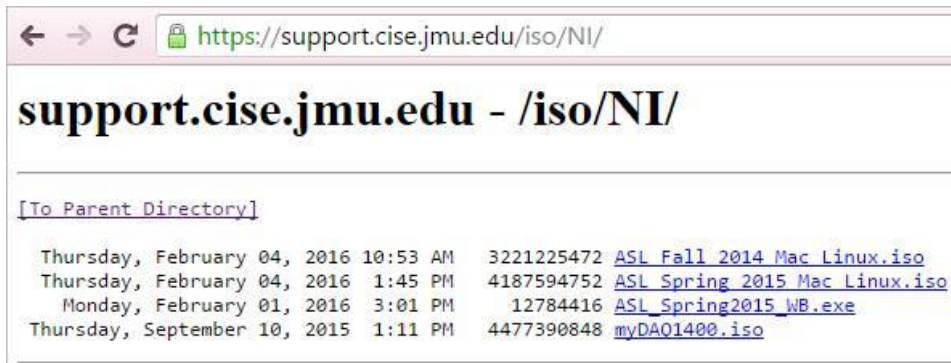 https://support.cise.jmu.edu/iso/NI/
support.cise.jmu.edu - /iso/NI/
[To Parent Directory]
Thursday, February 04, 2016 10:53 AM 3221225472 ASL Fall 2014 Mac Linux.iso
Thursday, February 04, 2016 1:45 PM 4187594752 ASL Spring 2015 Mac Linux.iso
Monday, February 01, 2016 3:01 PM 12784416 ASL_Spring2015_WB.exe
Thursday, September 10, 2015 1:11 PM 4477390848 myDAQ1400.iso